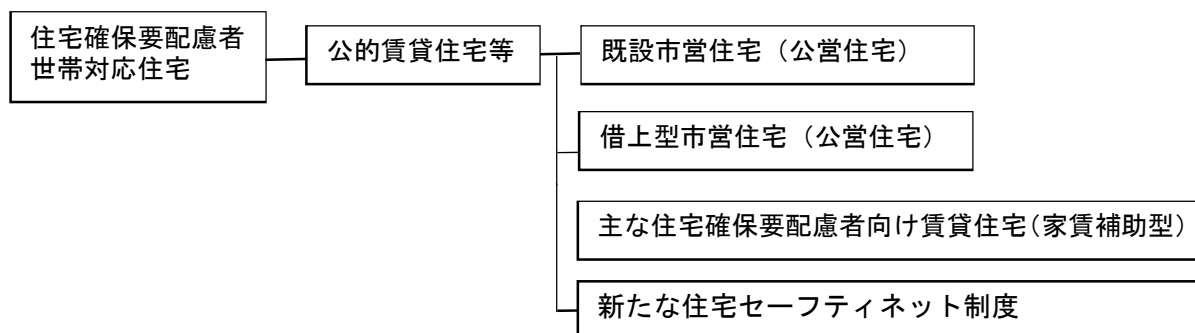 住宅確保要配慮者
世帯対応住宅
公的賃貸住宅等
既設市営住宅（公営住宅）
借上型市営住宅（公営住宅）
主な住宅確保要配慮者向け賃貸住宅(家賃補助型)
新たな住宅セーフティネット制度